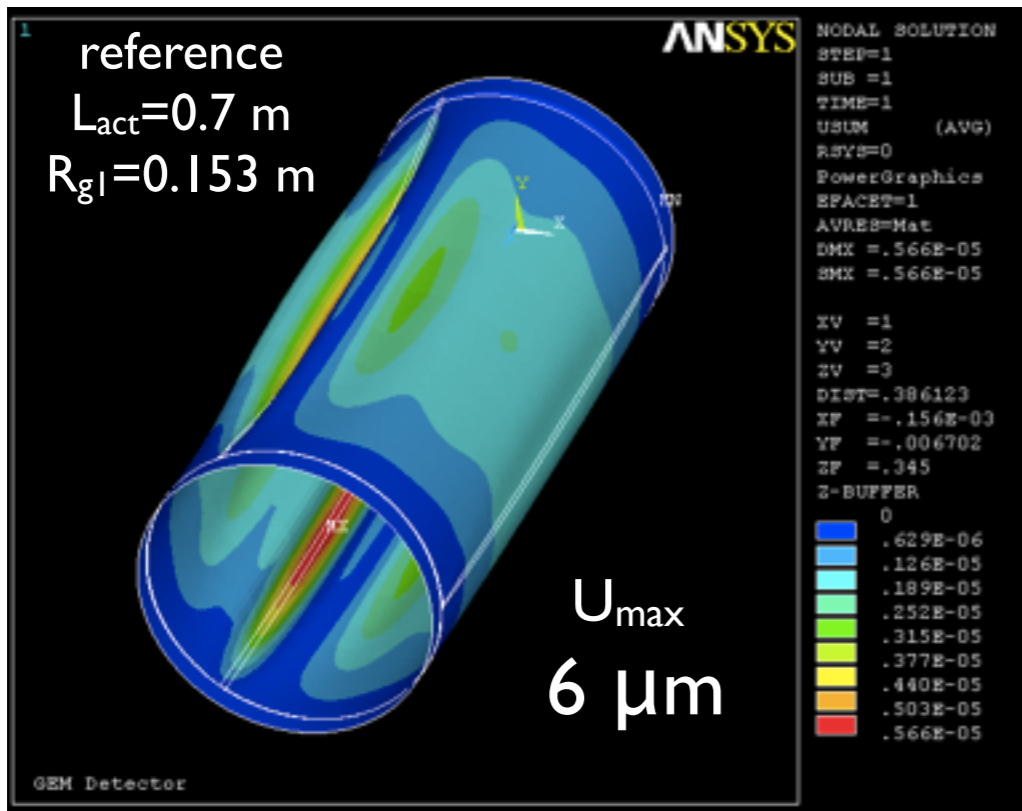 1
reference
Lact=0.7 m
Rg1=0.153 m
ANSYS
NODAL SOLUTION
STEP=1
SUB =1
TIME=1
USUM (AVG)
RSYS=0
PowerGraphics
EFACET=1
AVRES=Mat
DMX =.566E-05
SMX =.566E-05
XV =1
YV =2
ZV =3
DIST=.386123
XF =-.156E-03
YF =-.006702
ZF =.345
Z-BUFFER
0
.629E-06
.126E-05
.189E-05
.252E-05
.315E-05
.377E-05
.440E-05
.503E-05
.566E-05
Y
X
MN
MX
Umax
6 μm
GEM Detector